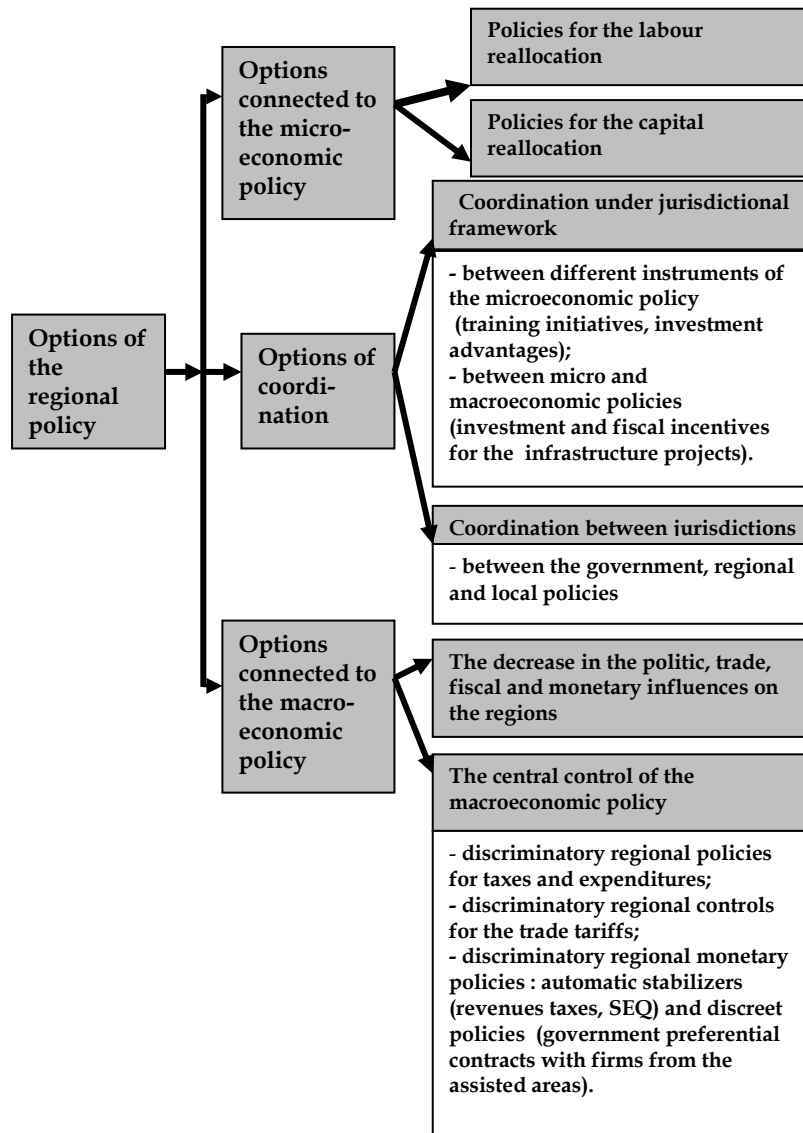 Options of
the
regional
policy
Options
connected to
the micro-
economic
policy
Policies for the labour
reallocation
Policies for the capital
reallocation
Options of
coordi-
nation
Coordination under jurisdictional
framework
- between different instruments of
the microeconomic policy
(training initiatives, investment
advantages);
- between micro and
macroeconomic policies
(investment and fiscal incentives
for the infrastructure projects).
Coordination between jurisdictions
- between the government, regional
and local policies
Options
connected to
the macro-
economic
policy
The decrease in the politic, trade,
fiscal and monetary influences on
the regions
The central control of the
macroeconomic policy
- discriminatory regional policies
for taxes and expenditures;
- discriminatory regional controls
for the trade tariffs;
- discriminatory regional monetary
policies : automatic stabilizers
(revenues taxes, SEQ) and discreet
policies (government preferential
contracts with firms from the
assisted areas).